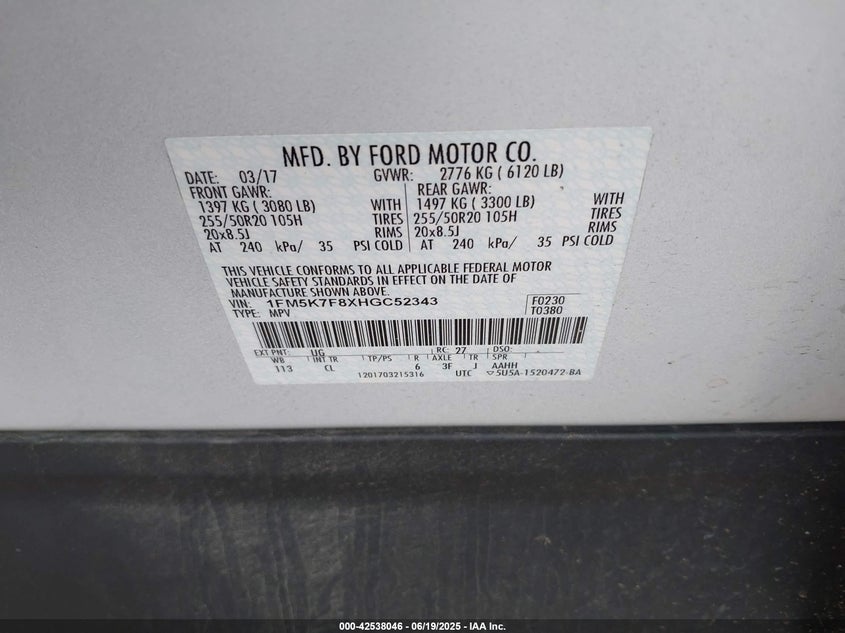 MFD. BY FORD MOTOR CO.
DATE: 03/17 GVWR: 2776 KG ( 6120 LB)
FRONT GAWR: REAR GAWR:
1397 KG ( 3080 LB) WITH 1497 KG ( 3300 LB) WITH
255/50R20 105H TIRES 255/50R20 105H TIRES
20x8.5J RIMS 20x8.5J RIMS
AT 240 kPa/ 35 PSI COLD AT 240 kPa/ 35 PSI COLD
THIS VEHICLE CONFORMS TO ALL APPLICABLE FEDERAL MOTOR
VEHICLE SAFETY STANDARDS IN EFFECT ON THE DATE OF
MANUFACTURE SHOWN ABOVE.
VIN: 1FM5K7F8XHGC52343 F0230
TYPE: MPV T0380
EXT PNT: UG RC: 27 DSO:
WB INT TR TP/PS R AXLE TR SPR
113 CL 6 3F J AAHH
1201703215316 UTC ▽5U5A-1520472-BA
000-42538046 - 06/19/2025 - IAA Inc.